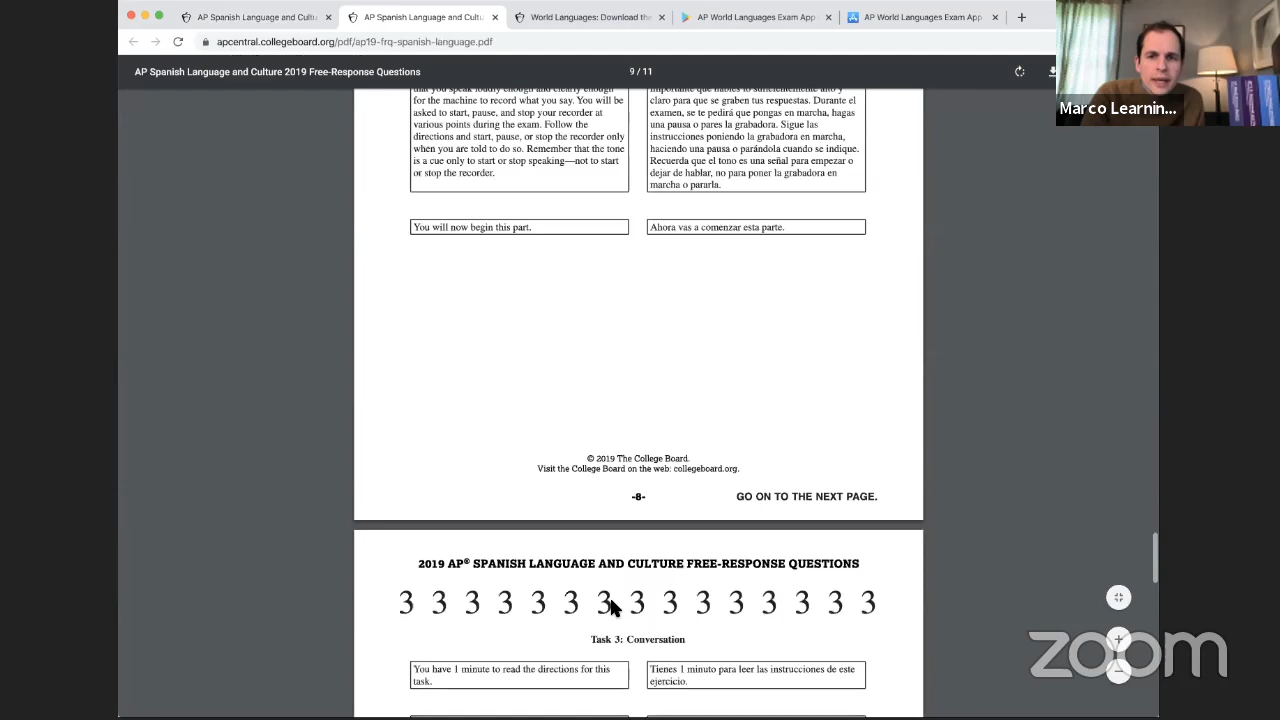 AP Spanish Language and Cultu
AP Spanish Language and Cultu
World Languages: Download the
AP World Languages Exam App
AP World Languages Exam App
apcentral.collegeboard.org/pdf/ap19-frq-spanish-language.pdf
AP Spanish Language and Culture 2019 Free-Response Questions
9 / 11
Marco Learnin...
that you speak loudly enough and clearly enough
for the machine to record what you say. You will be
asked to start, pause, and stop your recorder at
various points during the exam. Follow the
directions and start, pause, or stop the recorder only
when you are told to do so. Remember that the tone
is a cue only to start or stop speaking—not to start
or stop the recorder.
importante que hables lo suficientemente alto y
claro para que se graben tus respuestas. Durante el
examen, se te pedirá que pongas en marcha, hagas
una pausa o pares la grabadora. Sigue las
instrucciones poniendo la grabadora en marcha,
haciendo una pausa o parándola cuando se indique.
Recuerda que el tono es una señal para empezar o
dejar de hablar, no para poner la grabadora en
marcha o pararla.
You will now begin this part.
Ahora vas a comenzar esta parte.
© 2019 The College Board.
Visit the College Board on the web: collegeboard.org.
-8-
GO ON TO THE NEXT PAGE.
2019 AP® SPANISH LANGUAGE AND CULTURE FREE-RESPONSE QUESTIONS
3 3 3 3 3 3 3 3 3 3 3 3 3 3 3
Task 3: Conversation
You have 1 minute to read the directions for this
task.
Tienes 1 minuto para leer las instrucciones de este
ejercicio.
zoom